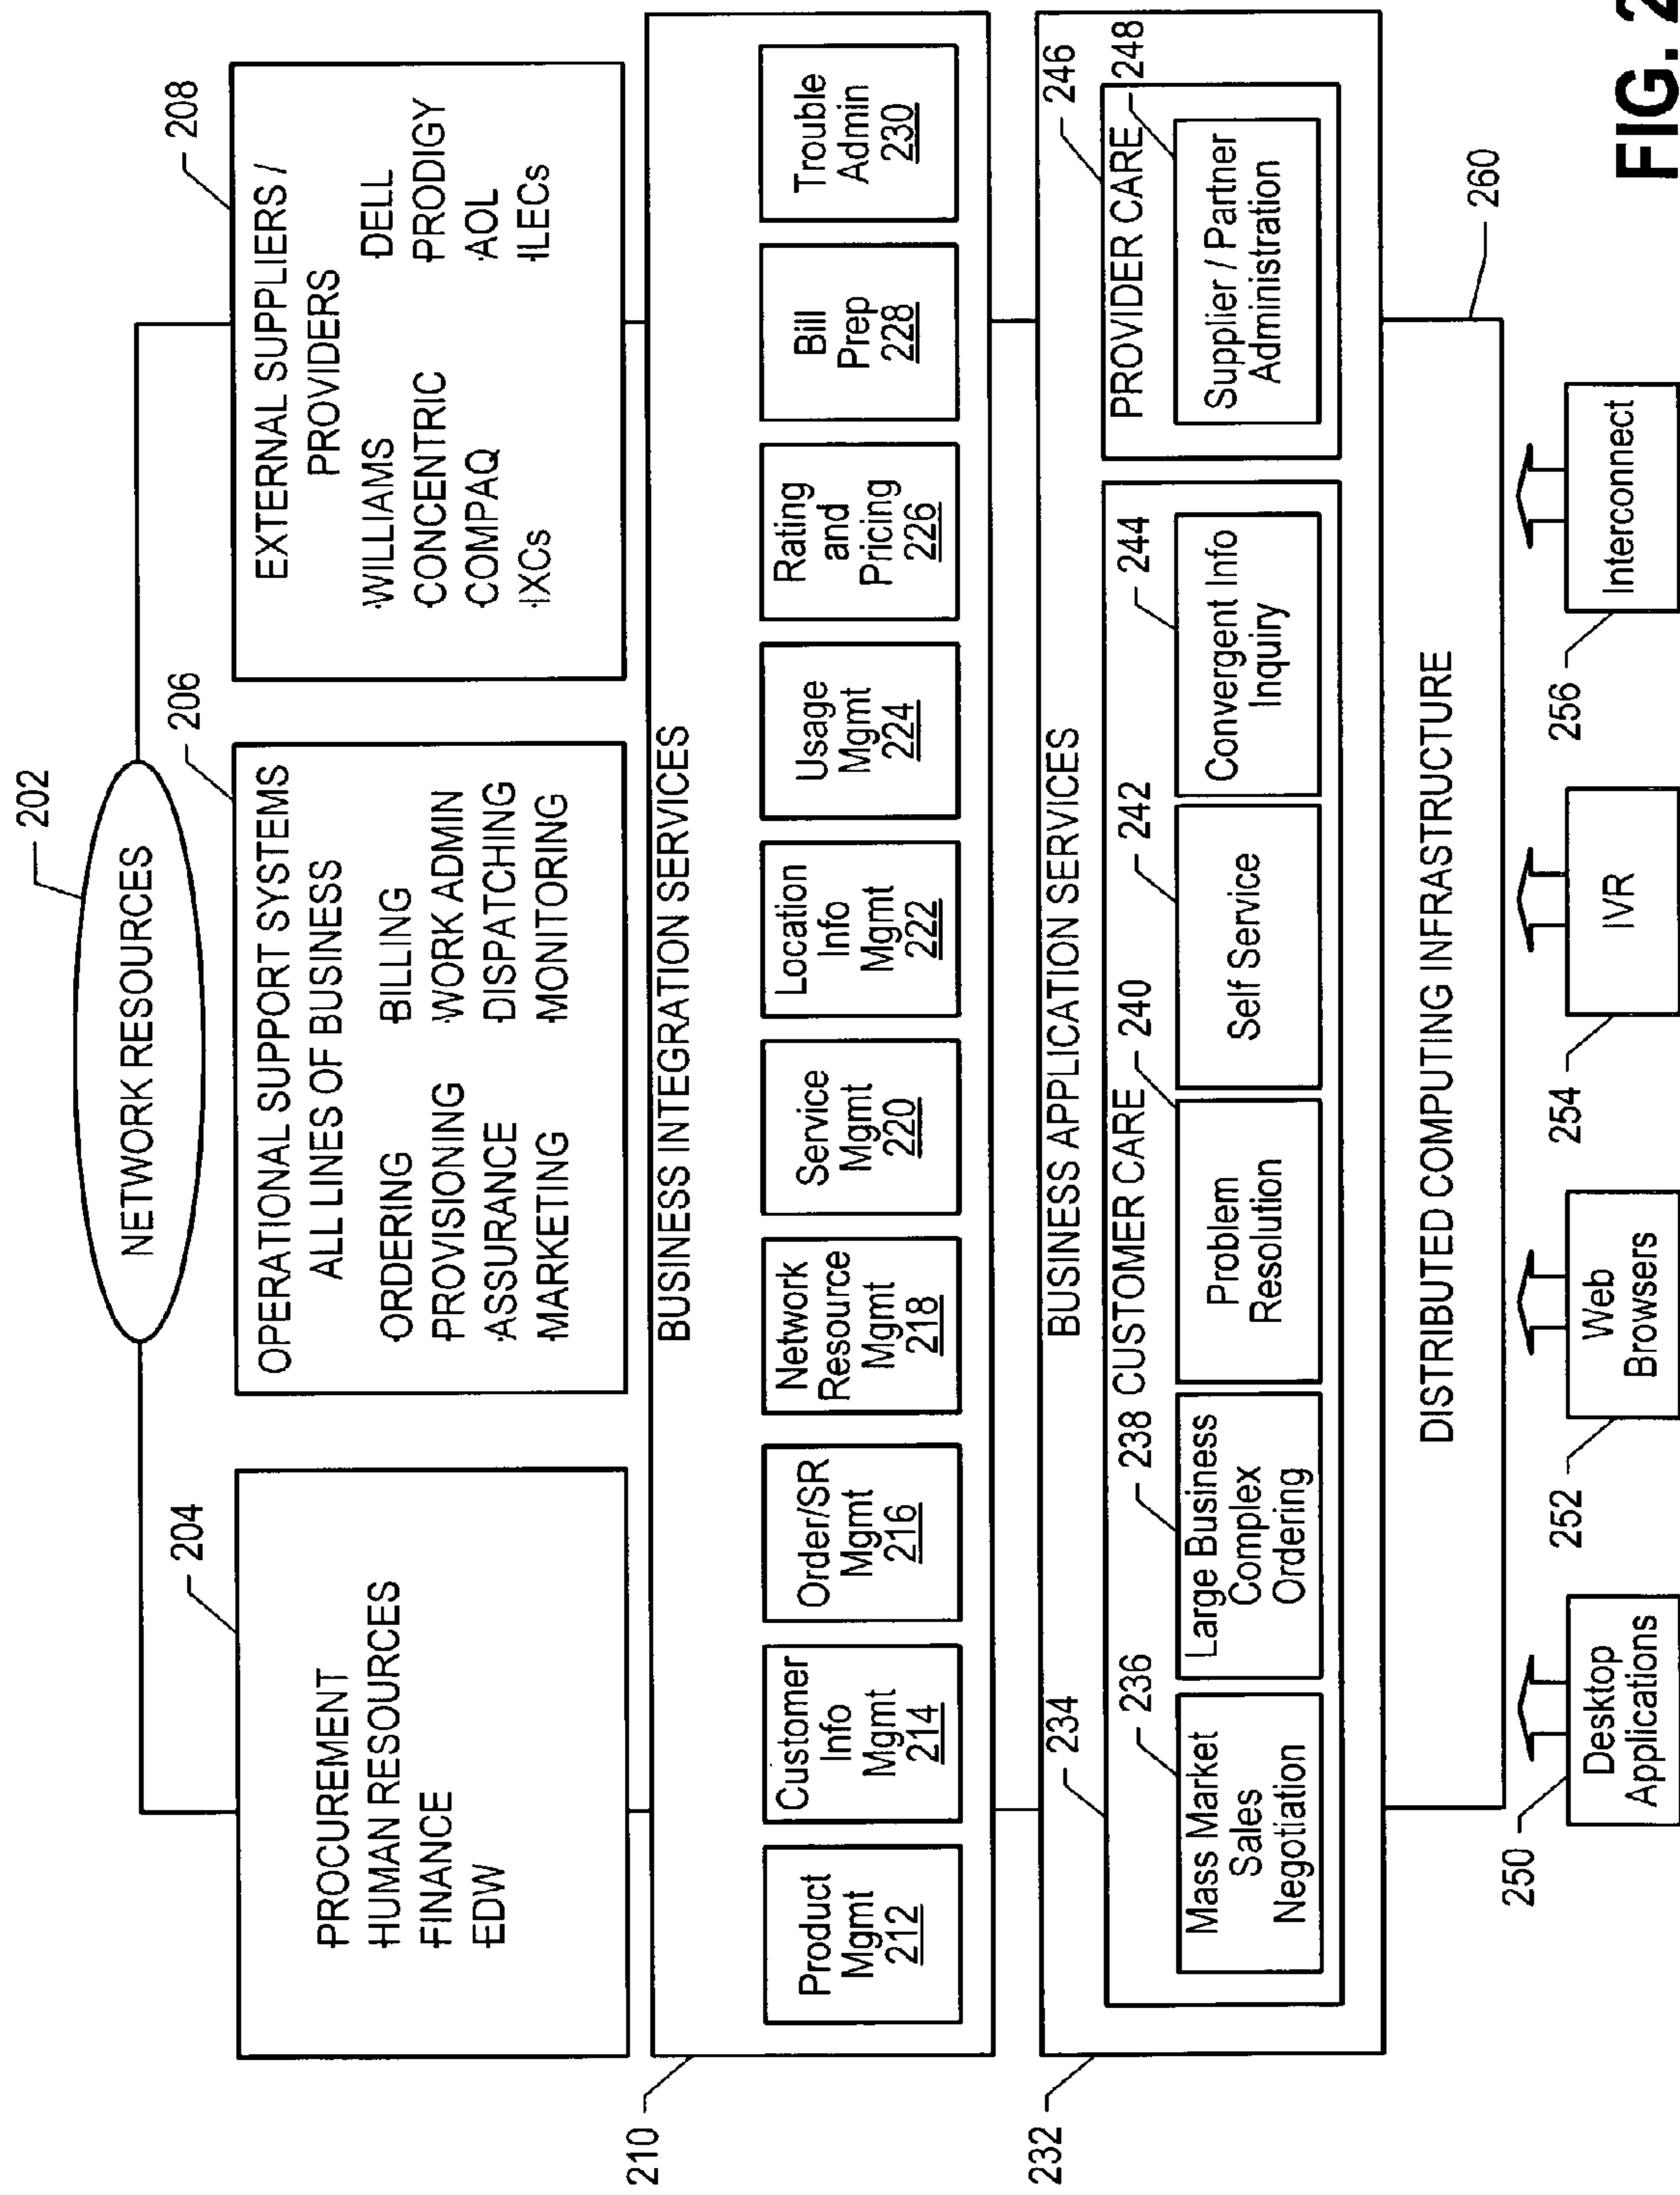 202
NETWORK RESOURCES
204
PROCUREMENT
HUMAN RESOURCES
FINANCE
EDW
206
OPERATIONAL SUPPORT SYSTEMS
ALL LINES OF BUSINESS
ORDERING
PROVISIONING
ASSURANCE
MARKETING
BILLING
WORK ADMIN
DISPATCHING
MONITORING
208
EXTERNAL SUPPLIERS /
PROVIDERS
WILLIAMS
CONCENTRIC
COMPAQ
IXCs
DELL
PRODIGY
AOL
ILECs
210
BUSINESS INTEGRATION SERVICES
Product
Mgmt
212
Customer
Info
Mgmt
214
Order/SR
Mgmt
216
Network
Resource
Mgmt
218
Service
Mgmt
220
Location
Info
Mgmt
222
Usage
Mgmt
224
Rating
and
Pricing
226
Bill
Prep
228
Trouble
Admin
230
232
BUSINESS APPLICATION SERVICES
234
CUSTOMER CARE
236
Mass Market
Sales
Negotiation
238
Large Business
Complex
Ordering
240
Problem
Resolution
242
Self Service
244
Convergent Info
Inquiry
246
PROVIDER CARE
248
Supplier / Partner
Administration
DISTRIBUTED COMPUTING INFRASTRUCTURE
260
250
Desktop
Applications
252
Web
Browsers
254
IVR
256
Interconnect
FIG. 2